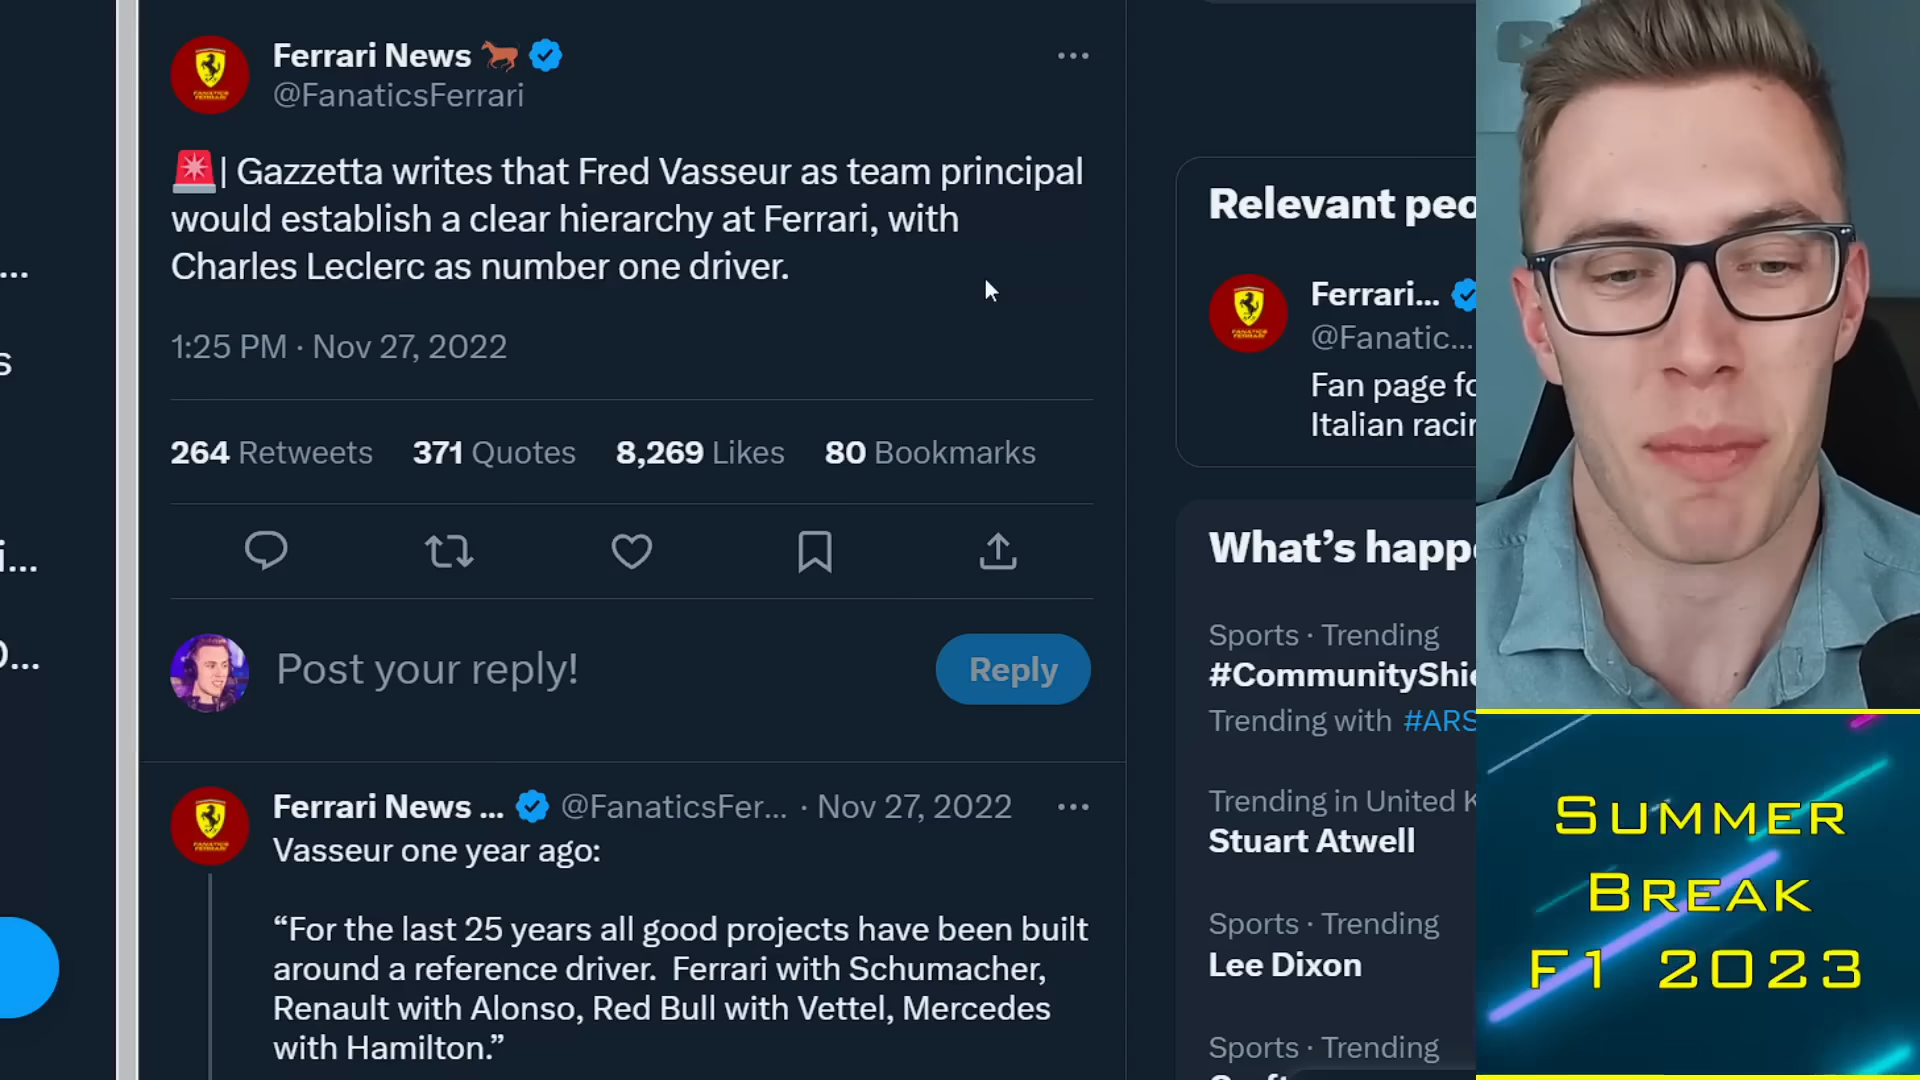 ...
s
i...
O...
Ferrari News
@FanaticsFerrari
| Gazzetta writes that Fred Vasseur as team principal
would establish a clear hierarchy at Ferrari, with
Charles Leclerc as number one driver.
1:25 PM · Nov 27, 2022
264 Retweets 371 Quotes 8,269 Likes 80 Bookmarks
Post your reply!
Reply
Ferrari News ... @FanaticsFer... · Nov 27, 2022
Vasseur one year ago:
“For the last 25 years all good projects have been built
around a reference driver. Ferrari with Schumacher,
Renault with Alonso, Red Bull with Vettel, Mercedes
with Hamilton.”
Relevant peo
Ferrari...
@Fanatic...
Fan page fo
Italian racin
What’s happe
Sports · Trending
#CommunityShie
Trending with #ARS
Trending in United K
Stuart Atwell
Sports · Trending
Lee Dixon
Sports · Trending
SUMMER
BREAK
F1 2023